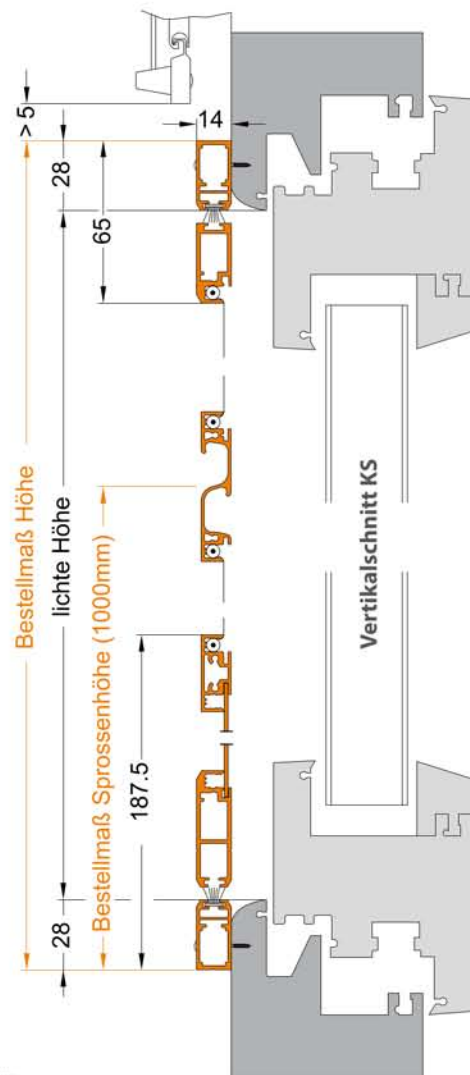 > 5
14
28
65
Bestellmaß Höhe
lichte Höhe
Bestellmaß Sprossenhöhe (1000mm)
Vertikalschnitt KS
187.5
28